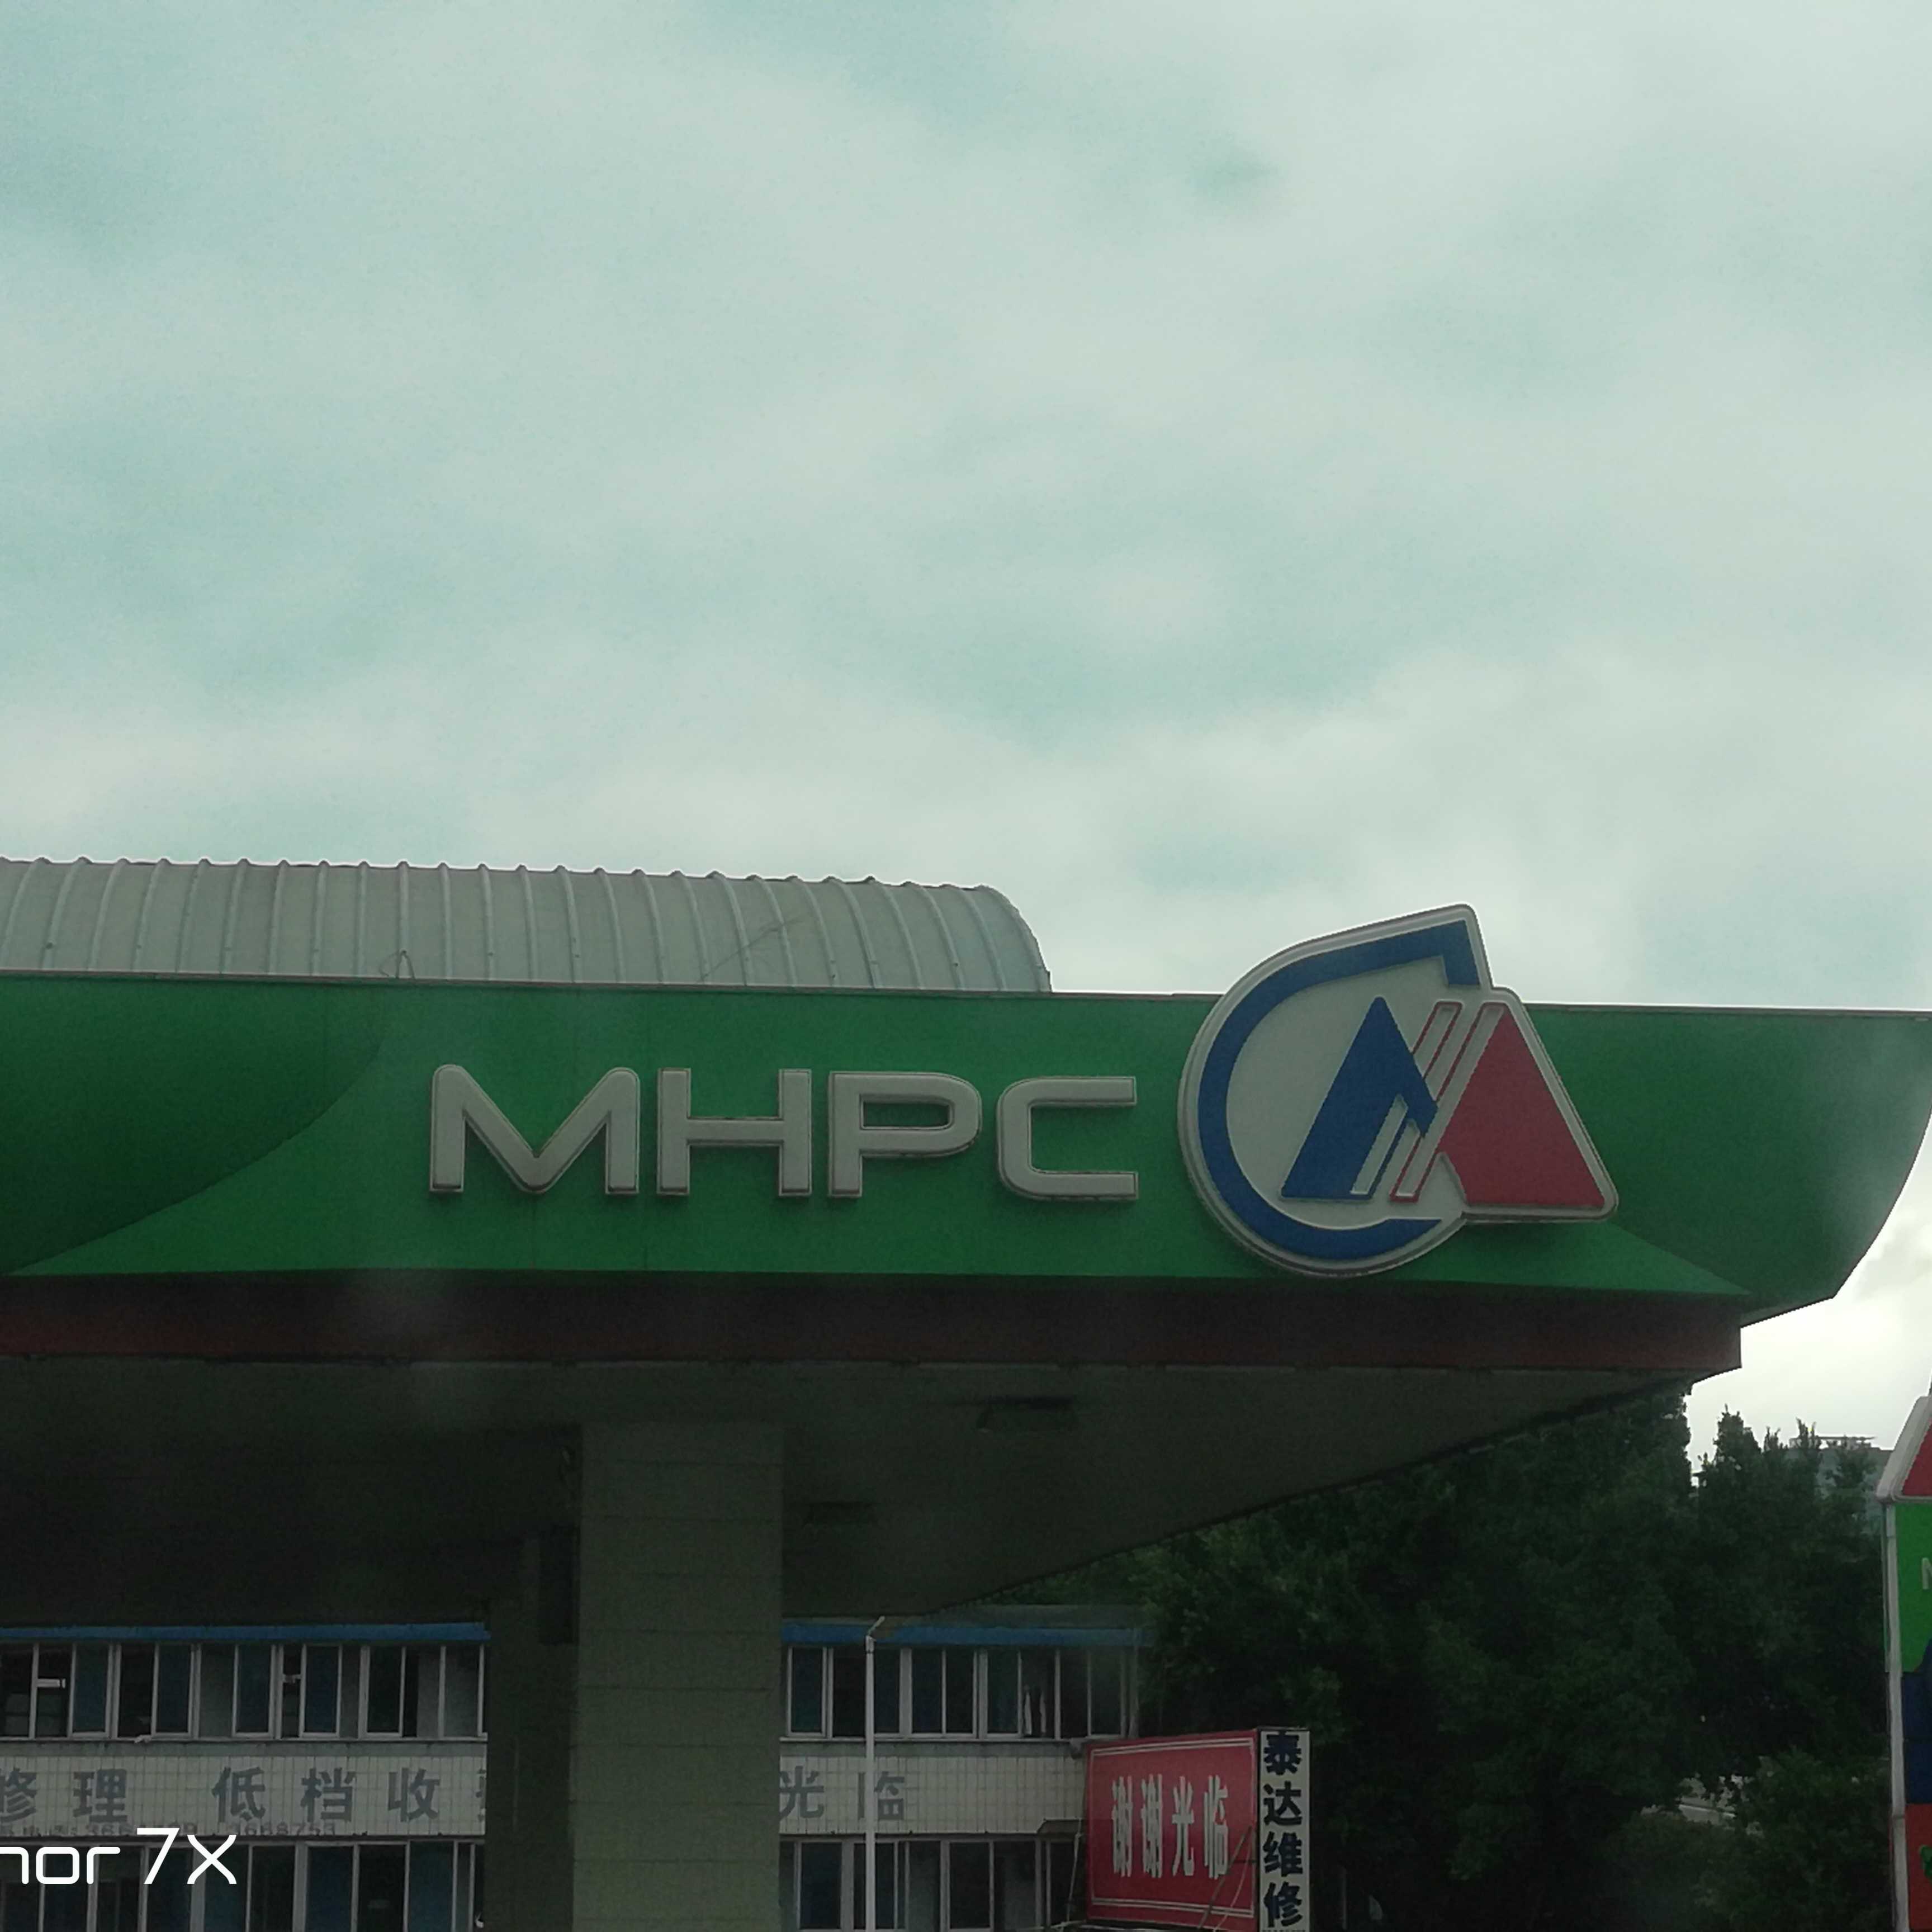 MHPC
修理 低档收
光临
谢谢光临
泰达维修
nor 7X